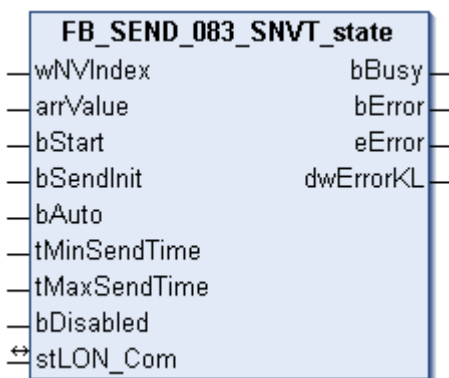 FB_SEND_083_SNVT_state
wNVIndex bBusy
arrValue bError
bStart eError
bSendInit dwErrorKL
bAuto
tMinSendTime
tMaxSendTime
bDisabled
stLON_Com